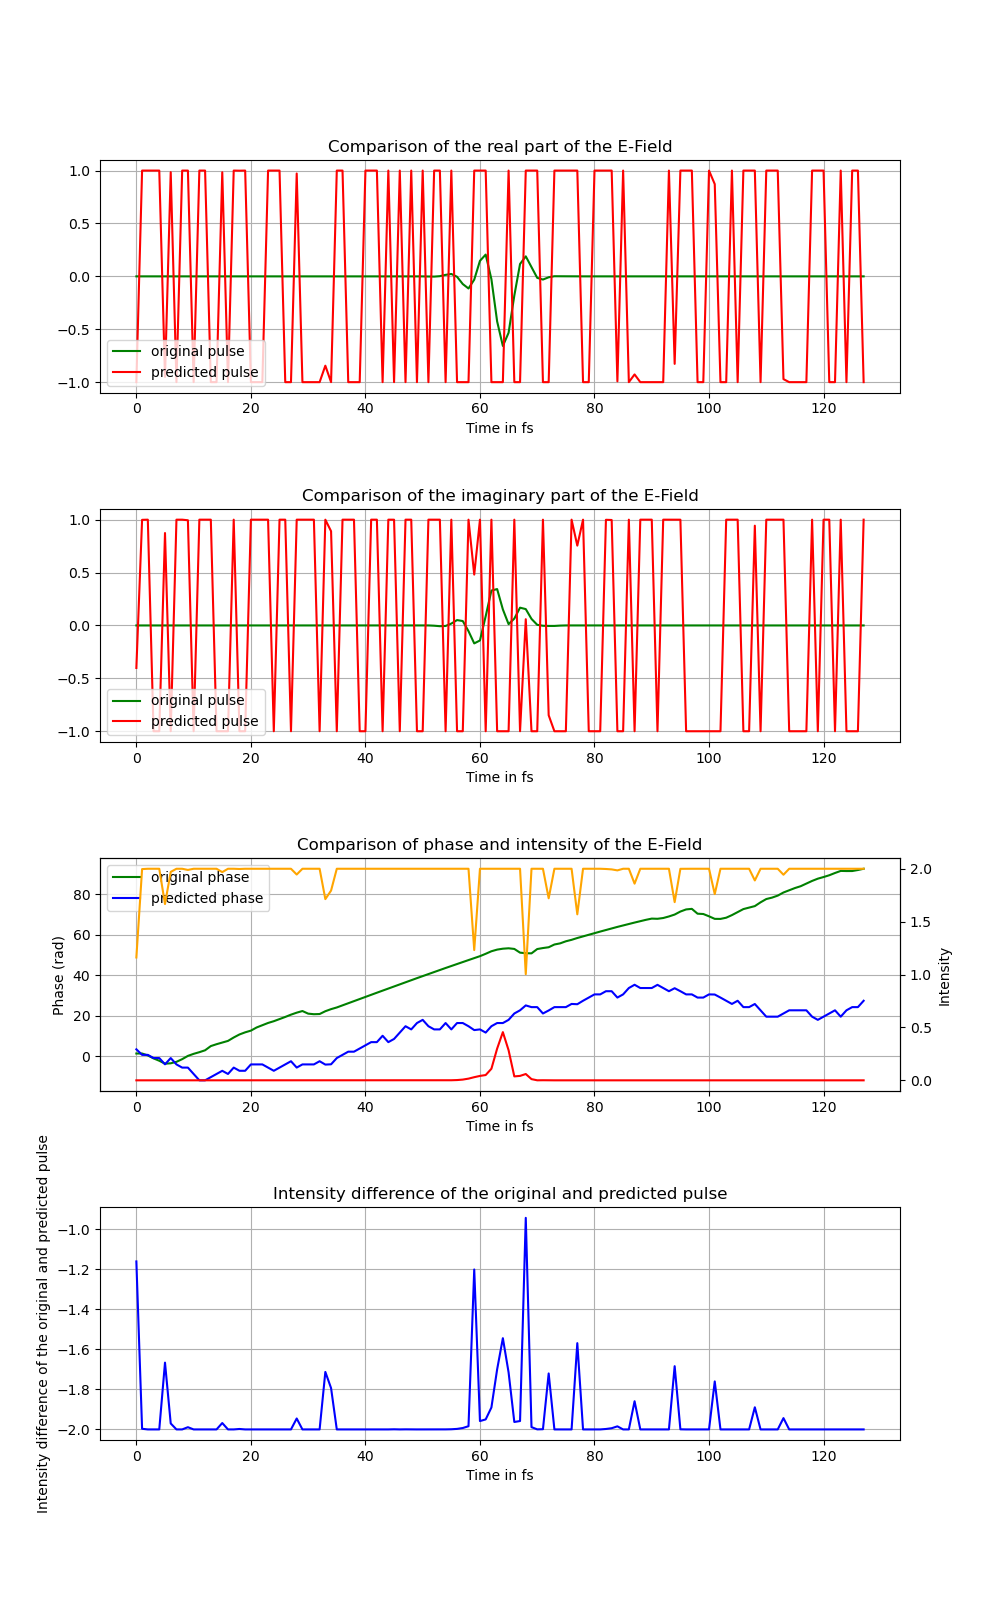 Comparison of the real part of the E-Field
1.0
0.5
0.0
−0.5
−1.0
original pulse
predicted pulse
0 20 40 60 80 100 120
Time in fs
Comparison of the imaginary part of the E-Field
1.0
0.5
0.0
−0.5
−1.0
original pulse
predicted pulse
0 20 40 60 80 100 120
Time in fs
Comparison of phase and intensity of the E-Field
Phase (rad)
80
60
40
20
0
original phase
predicted phase
2.0
1.5
1.0
0.5
0.0
Intensity
0 20 40 60 80 100 120
Time in fs
Intensity difference of the original and predicted pulse
Intensity difference of the original and predicted pulse
−1.0
−1.2
−1.4
−1.6
−1.8
−2.0
0 20 40 60 80 100 120
Time in fs